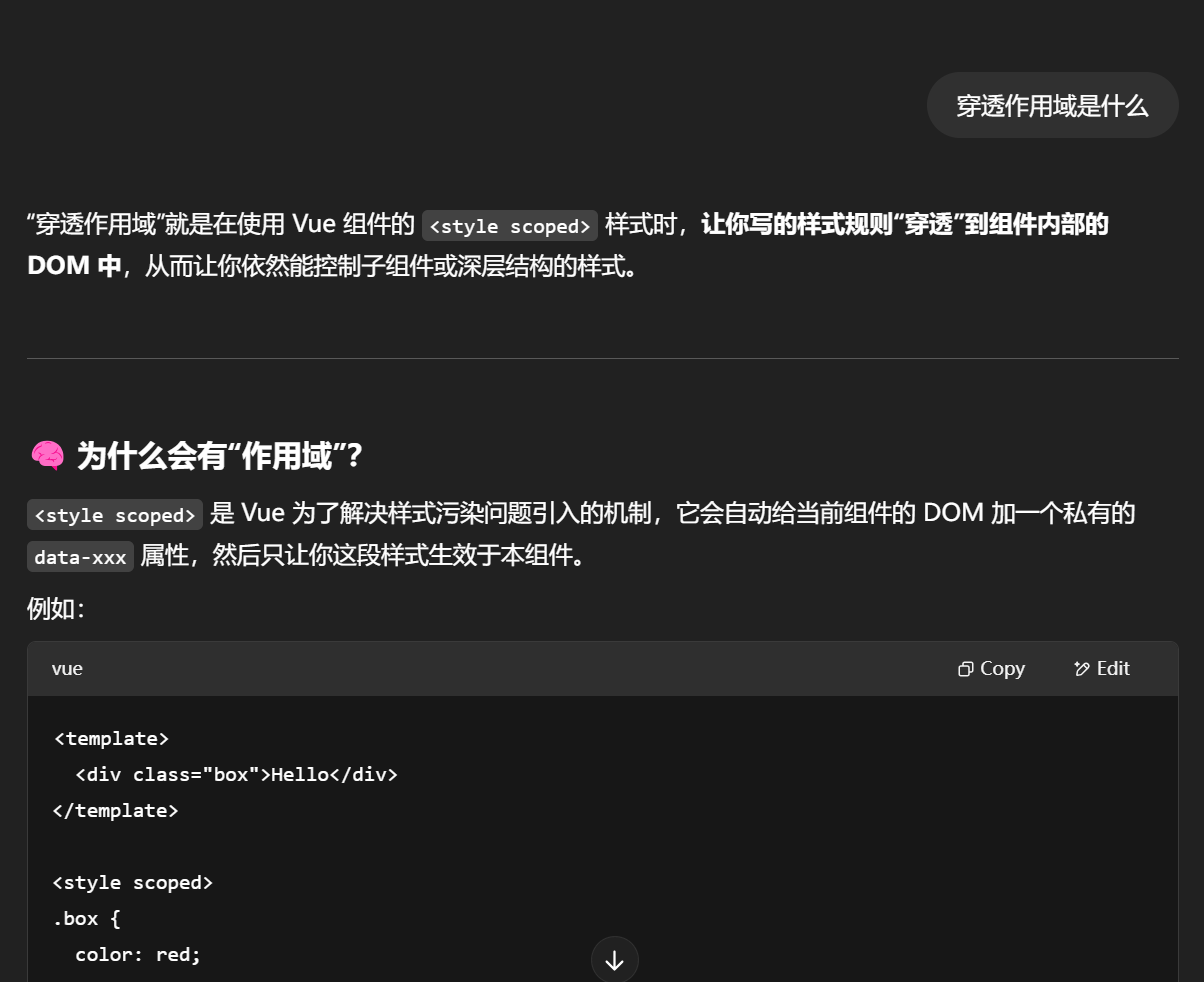 穿透作用域是什么
“穿透作用域”就是在使用 Vue 组件的 <style scoped> 样式时，让你写的样式规则“穿透”到组件内部的
DOM 中，从而让你依然能控制子组件或深层结构的样式。
🧠 为什么会有“作用域”？
<style scoped> 是 Vue 为了解决样式污染问题引入的机制，它会自动给当前组件的 DOM 加一个私有的
data-xxx 属性，然后只让你这段样式生效于本组件。
例如：
vue Copy Edit
<template>
  <div class="box">Hello</div>
</template>
<style scoped>
.box {
  color: red;